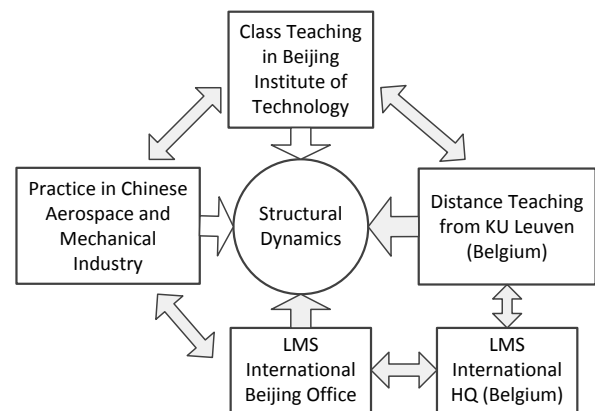 Class Teaching
in Beijing
Institute of
Technology
Practice in Chinese
Aerospace and
Mechanical
Industry
Structural
Dynamics
Distance Teaching
from KU Leuven
(Belgium)
LMS
International
Beijing Office
LMS
International
HQ (Belgium)